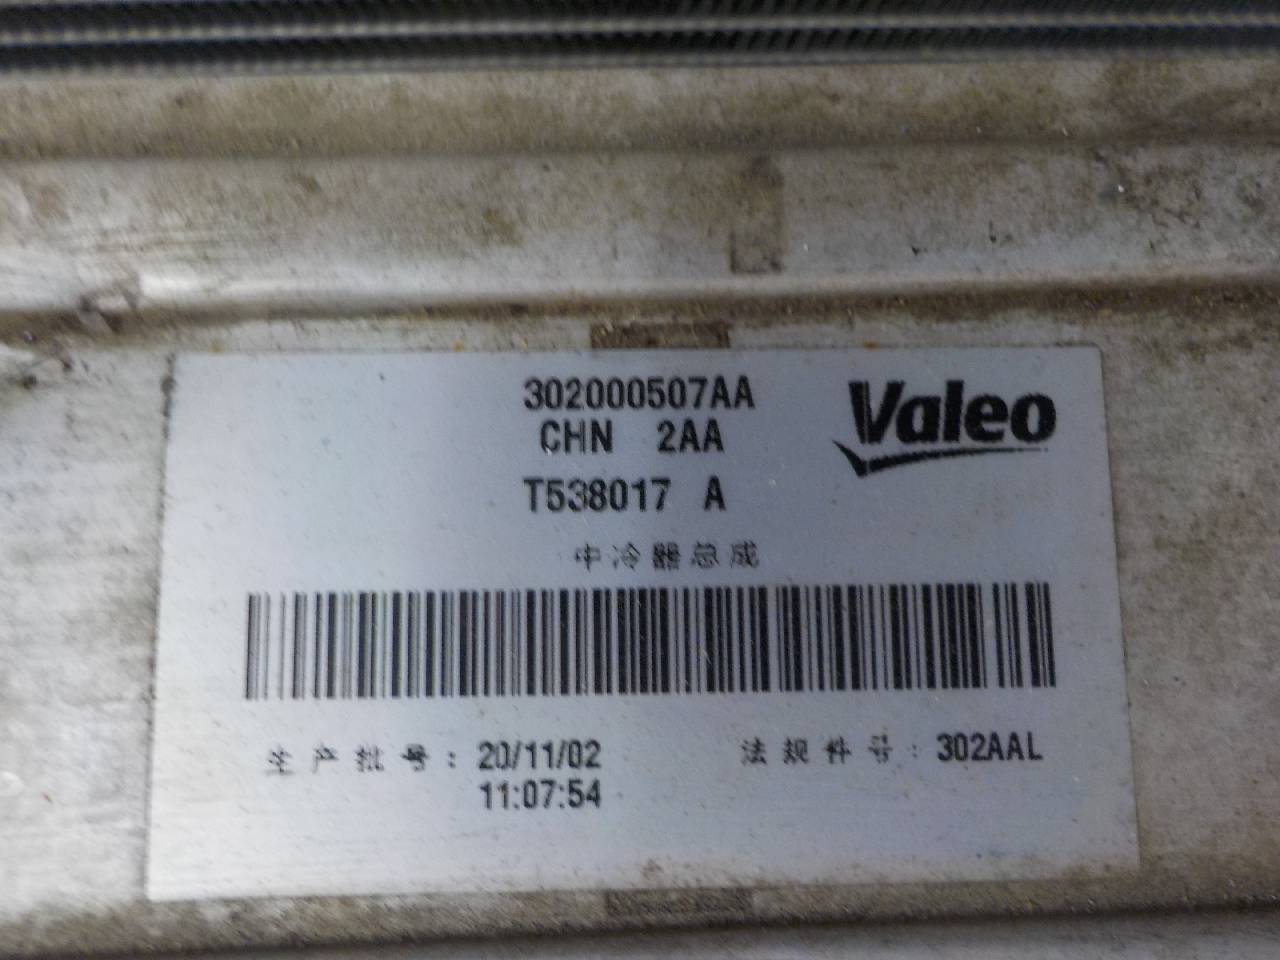 302000507AA
Valeo
CHN 2AA
T538017 A
中冷器总成
生产批号: 20/11/02
法规件号: 302AAL
11:07:54